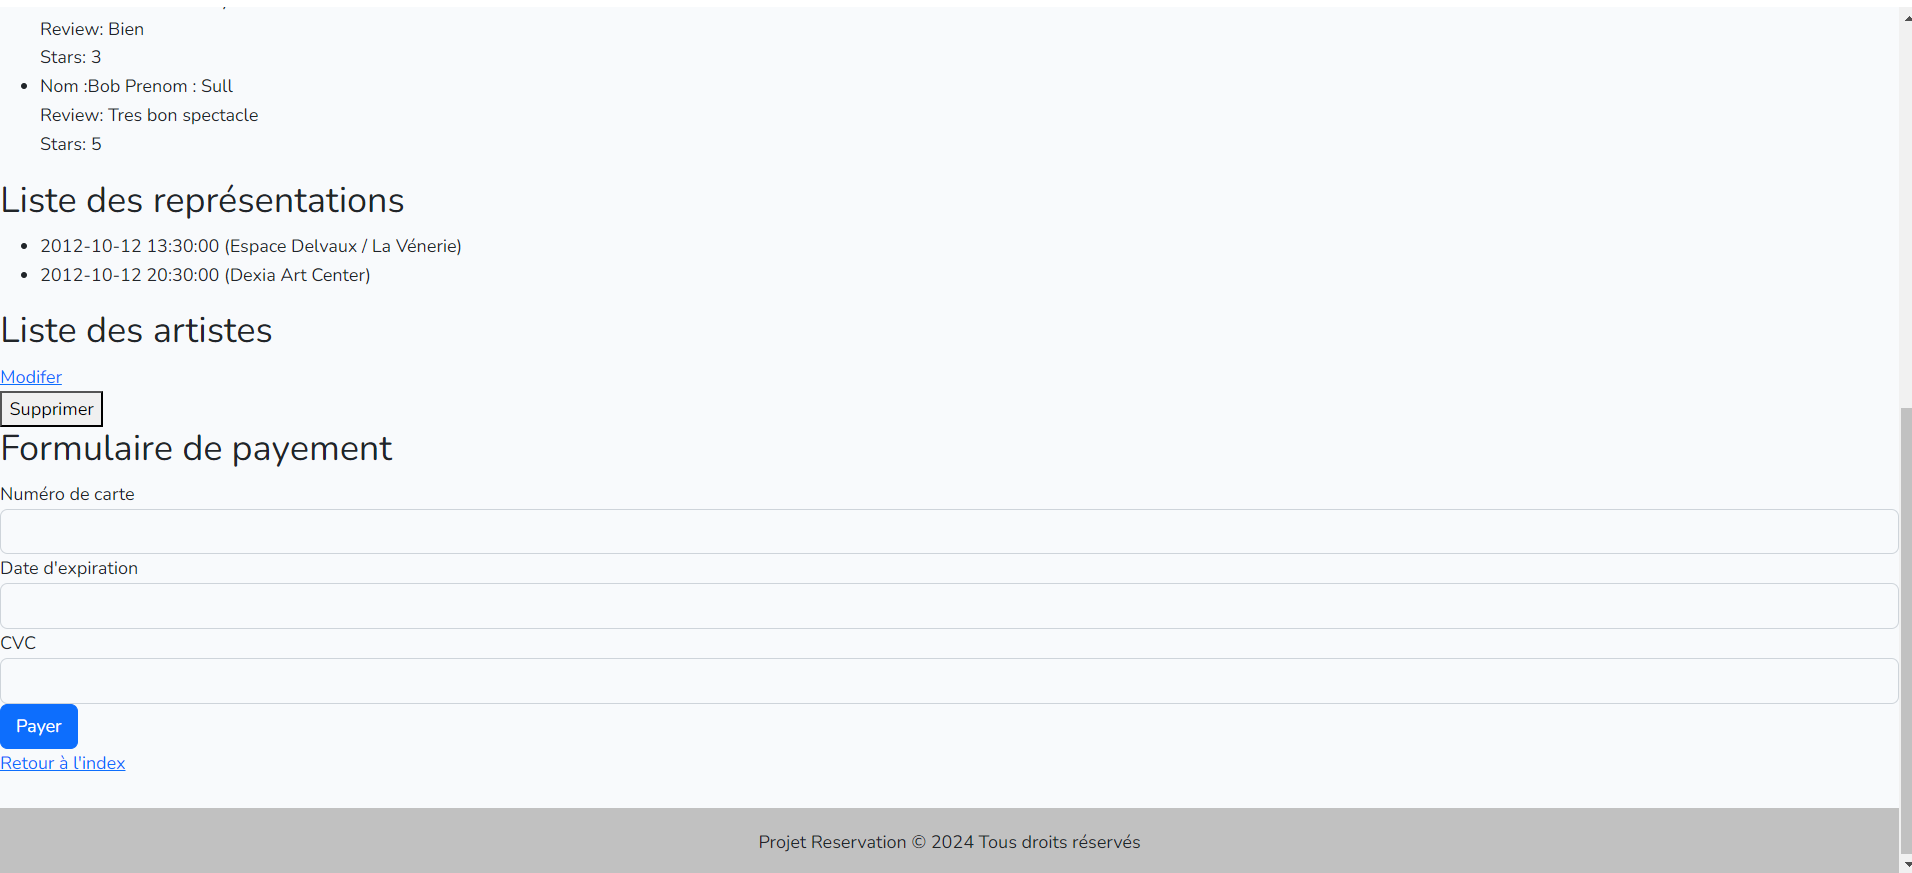 Review: Bien
Stars: 3
Nom :Bob Prenom : Sull
Review: Tres bon spectacle
Stars: 5
Liste des représentations
2012-10-12 13:30:00 (Espace Delvaux / La Vénerie)
2012-10-12 20:30:00 (Dexia Art Center)
Liste des artistes
Modifer
Supprimer
Formulaire de payement
Numéro de carte
Date d'expiration
CVC
Payer
Retour à l'index
Projet Reservation © 2024 Tous droits réservés